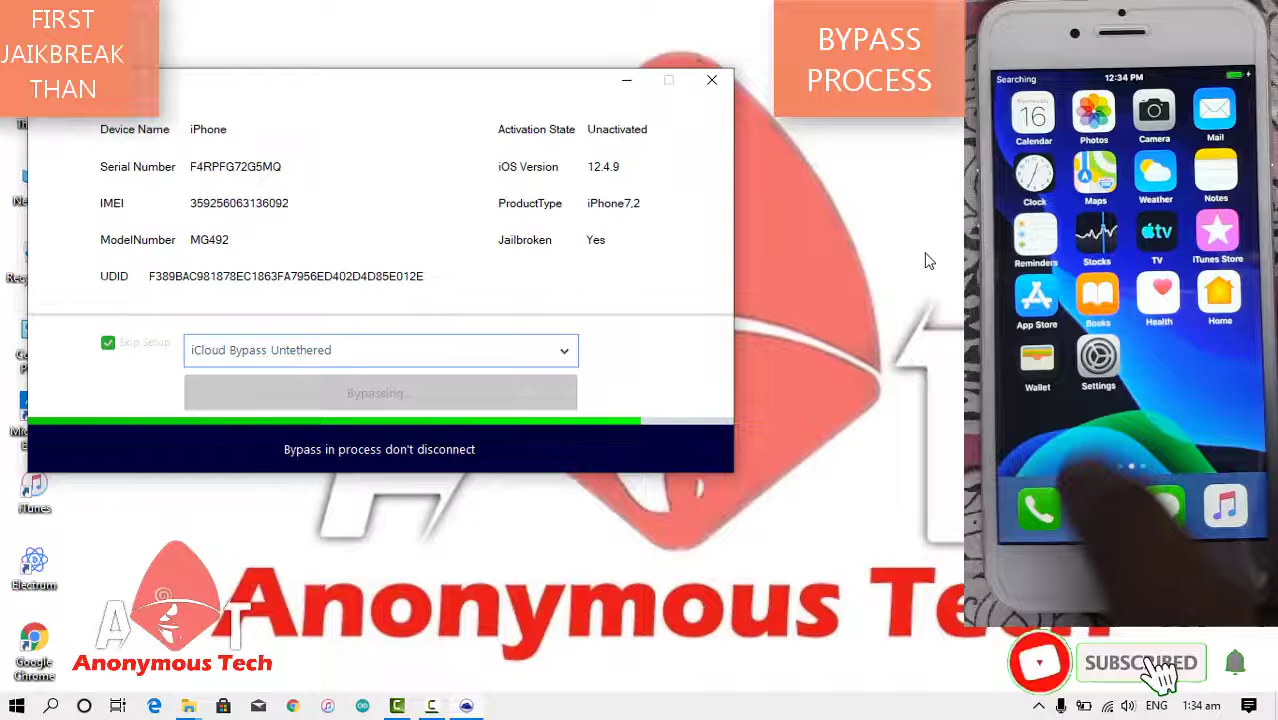 FIRST
JAIKBREAK
THAN
BYPASS
PROCESS
Device Name iPhone
Activation State Unactivated
Serial Number F4RPFG72G5MQ
iOS Version 12.4.9
IMEI 359256063136092
ProductType iPhone7,2
ModelNumber MG492
Jailbroken Yes
UDID
Skip Setup
iCloud Bypass Untethered
Bypassing...
Bypass in process don't disconnect
iTunes
Electrum
Google
Chrome
Anonymous
Anonymous Tech
Searching 12:34 PM
16
Calendar Photos Camera Mail
Clock Maps Weather Notes
Reminders Stocks tv TV iTunes Store
App Store Books Health Home
Wallet Settings
SUBSCRIBED
ENG 1:34 am